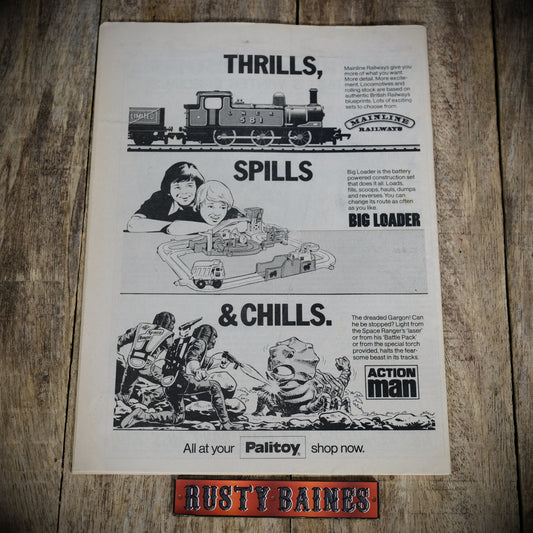 THRILLS,
Mainline Railways give you
more of what you want.
More detail. More excite-
ment. Locomotives and
rolling stock are based on
authentic British Railways
blueprints. Lots of exciting
sets to choose from.
MAINLINE
RAILWAYS
LIMITED
581
SPILLS
Big Loader is the battery
powered construction set
that does it all. Loads,
fills, scoops, hauls, dumps
and reverses. You can
change its route as often
as you like.
BIG LOADER
& CHILLS.
The dreaded Gargon! Can
he be stopped? Light from
the Space Ranger's 'laser'
or from his 'Battle Pack'
or from the special torch
provided, halts the fear-
some beast in its tracks.
ACTION
man
All at your Palitoy shop now.
RUSTY BAINES